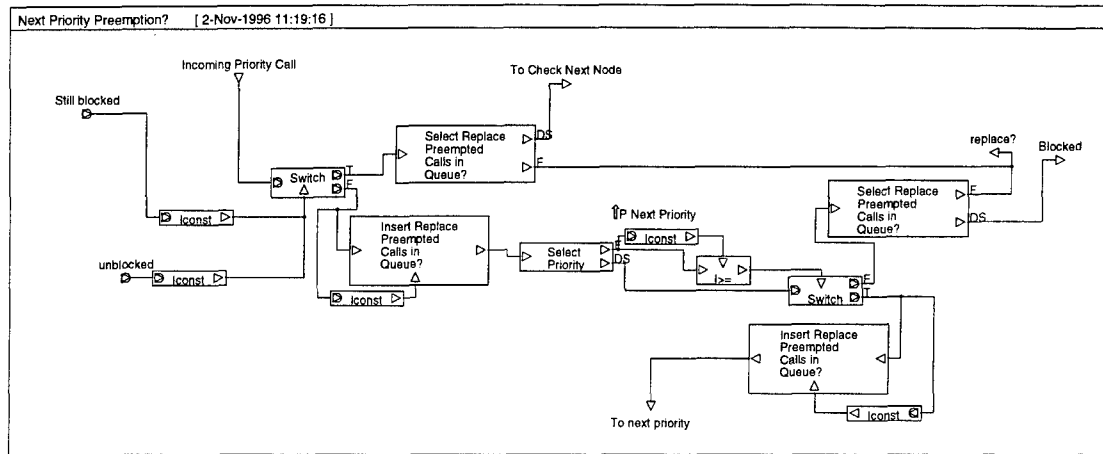 Next Priority Preemption? [ 2-Nov-1996 11:19:16 ]
Incoming Priority Call
To Check Next Node
Still blocked
Select Replace
Preempted
Calls in
Queue?
DS
F
replace?
Blocked
Switch
T
F
Iconst
unblocked
Iconst
Insert Replace
Preempted
Calls in
Queue?
Iconst
Select
Priority
F
DS
⇑P Next Priority
Iconst
I>=
Select Replace
Preempted
Calls in
Queue?
F
DS
Switch
F
T
Insert Replace
Preempted
Calls in
Queue?
Iconst
To next priority